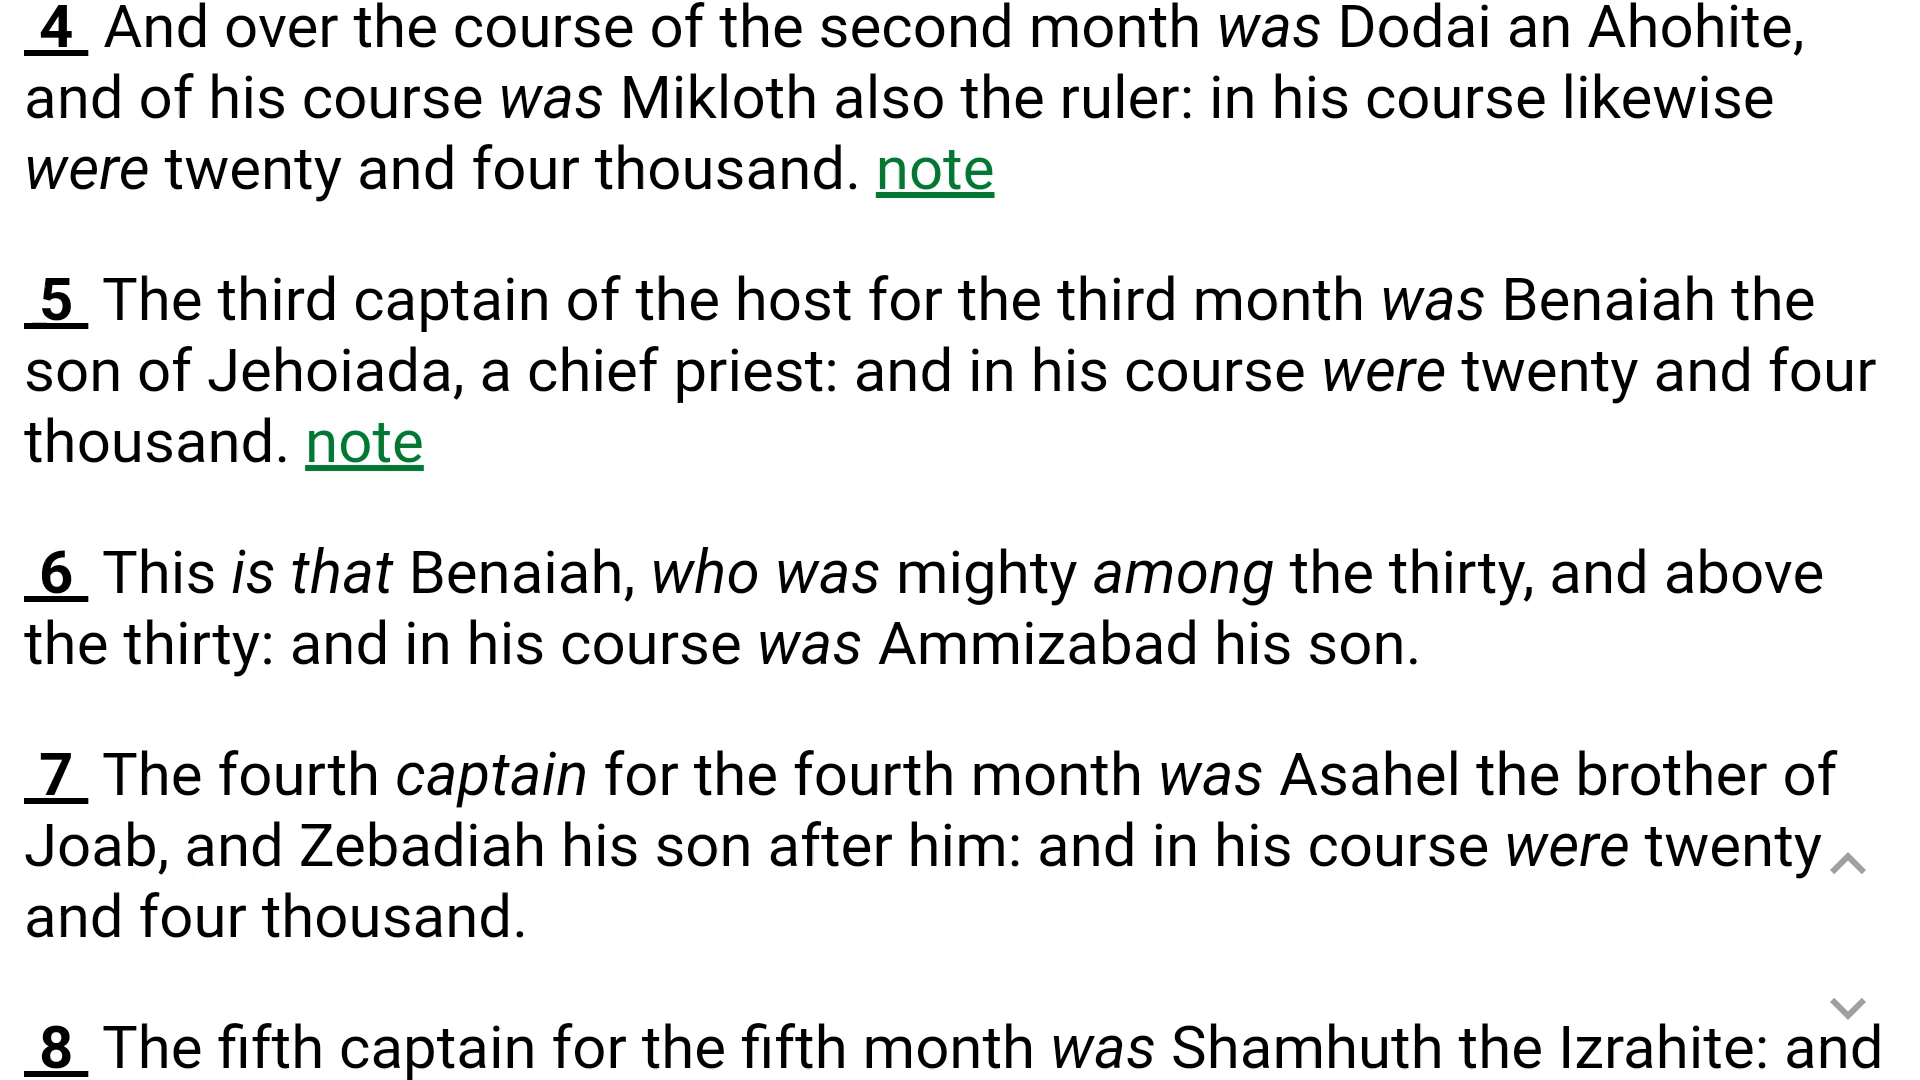 4 And over the course of the second month was Dodai an Ahohite,
and of his course was Mikloth also the ruler: in his course likewise
were twenty and four thousand. note
5 The third captain of the host for the third month was Benaiah the
son of Jehoiada, a chief priest: and in his course were twenty and four
thousand. note
6 This is that Benaiah, who was mighty among the thirty, and above
the thirty: and in his course was Ammizabad his son.
7 The fourth captain for the fourth month was Asahel the brother of
Joab, and Zebadiah his son after him: and in his course were twenty
and four thousand.
8 The fifth captain for the fifth month was Shamhuth the Izrahite: and